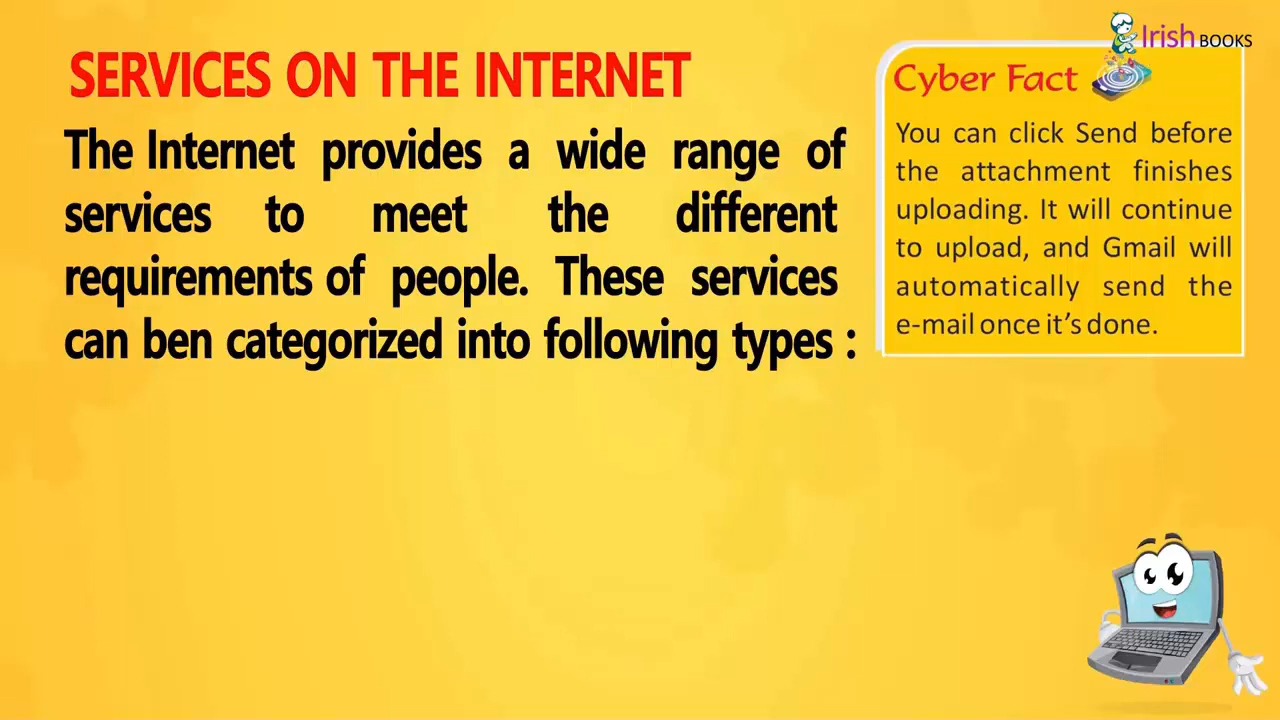 SERVICES ON THE INTERNET
The Internet provides a wide range of
services to meet the different
requirements of people. These services
can ben categorized into following types :
Irish BOOKS
Cyber Fact
You can click Send before
the attachment finishes
uploading. It will continue
to upload, and Gmail will
automatically send the
e-mail once it's done.